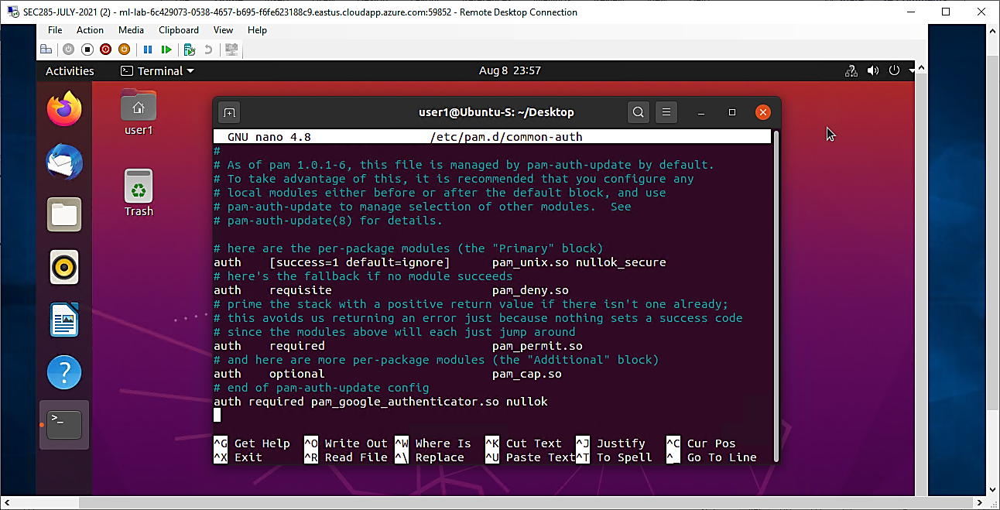 SEC285-JULY-2021 (2) - ml-lab-6c429073-0538-4657-b695-f6fe623188c9.eastus.cloudapp.azure.com:59852 - Remote Desktop Connection
File Action Media Clipboard View Help
Activities Terminal Aug 8 23:57
user1
Trash
user1@Ubuntu-S: ~/Desktop
GNU nano 4.8 /etc/pam.d/common-auth
#
# As of pam 1.0.1-6, this file is managed by pam-auth-update by default.
# To take advantage of this, it is recommended that you configure any
# local modules either before or after the default block, and use
# pam-auth-update to manage selection of other modules.  See
# pam-auth-update(8) for details.
# here are the per-package modules (the "Primary" block)
auth    [success=1 default=ignore]      pam_unix.so nullok_secure
# here's the fallback if no module succeeds
auth    requisite                       pam_deny.so
# prime the stack with a positive return value if there isn't one already;
# this avoids us returning an error just because nothing sets a success code
# since the modules above will each just jump around
auth    required                        pam_permit.so
# and here are more per-package modules (the "Additional" block)
auth    optional                        pam_cap.so
# end of pam-auth-update config
auth required pam_google_authenticator.so nullok
^G Get Help ^O Write Out ^W Where Is ^K Cut Text ^J Justify ^C Cur Pos
^X Exit ^R Read File ^\ Replace ^U Paste Text ^T To Spell ^_ Go To Line